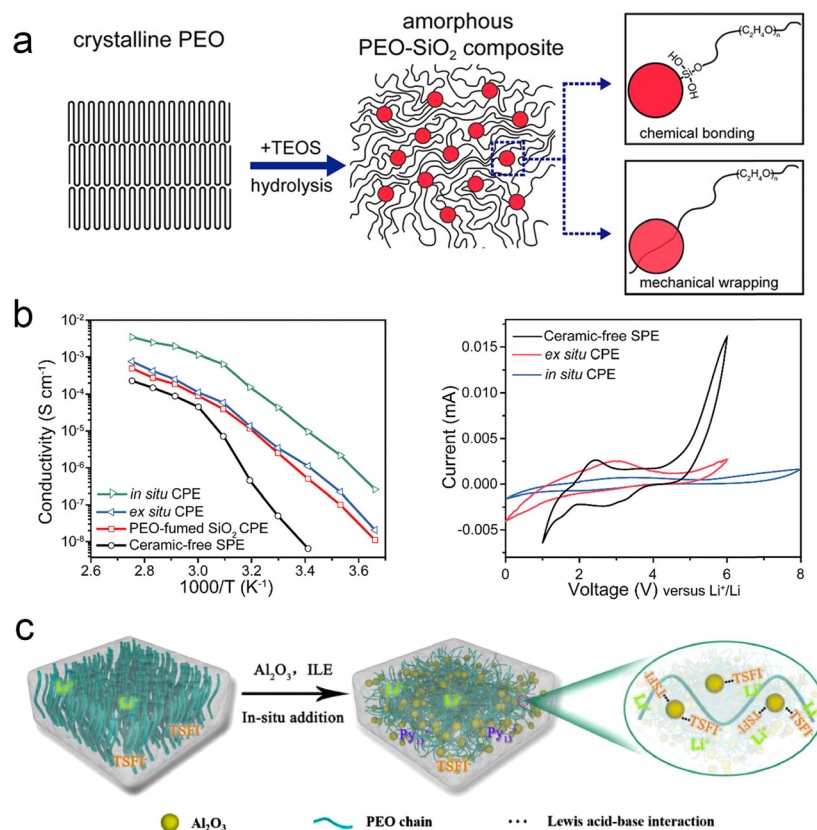 a
crystalline PEO
+TEOS
hydrolysis
amorphous
PEO-SiO₂ composite
(C₂H₄O)ₙ
HO
Si
O
HO
chemical bonding
(C₂H₄O)ₙ
mechanical wrapping
b
10⁻²
10⁻³
10⁻⁴
10⁻⁵
10⁻⁶
10⁻⁷
10⁻⁸
Conductivity (S cm⁻¹)
in situ CPE
ex situ CPE
PEO-fumed SiO₂ CPE
Ceramic-free SPE
2.6 2.8 3.0 3.2 3.4 3.6
1000/T (K⁻¹)
0.015
0.010
0.005
0.000
-0.005
Current (mA)
Ceramic-free SPE
ex situ CPE
in situ CPE
0 2 4 6 8
Voltage (V) versus Li⁺/Li
c
Li⁺
Li⁺
TSFI⁻
TSFI⁻
Al₂O₃, ILE
In-situ addition
Li⁺
Li⁺
Py₁₃⁺
Py₁₃⁺
TSFI⁻
TSFI⁻
Li⁺
TSFI⁻
Li⁺
TSFI⁻
TSFI⁻
TSFI⁻
Li⁺
Li⁺
Al₂O₃
PEO chain
Lewis acid-base interaction